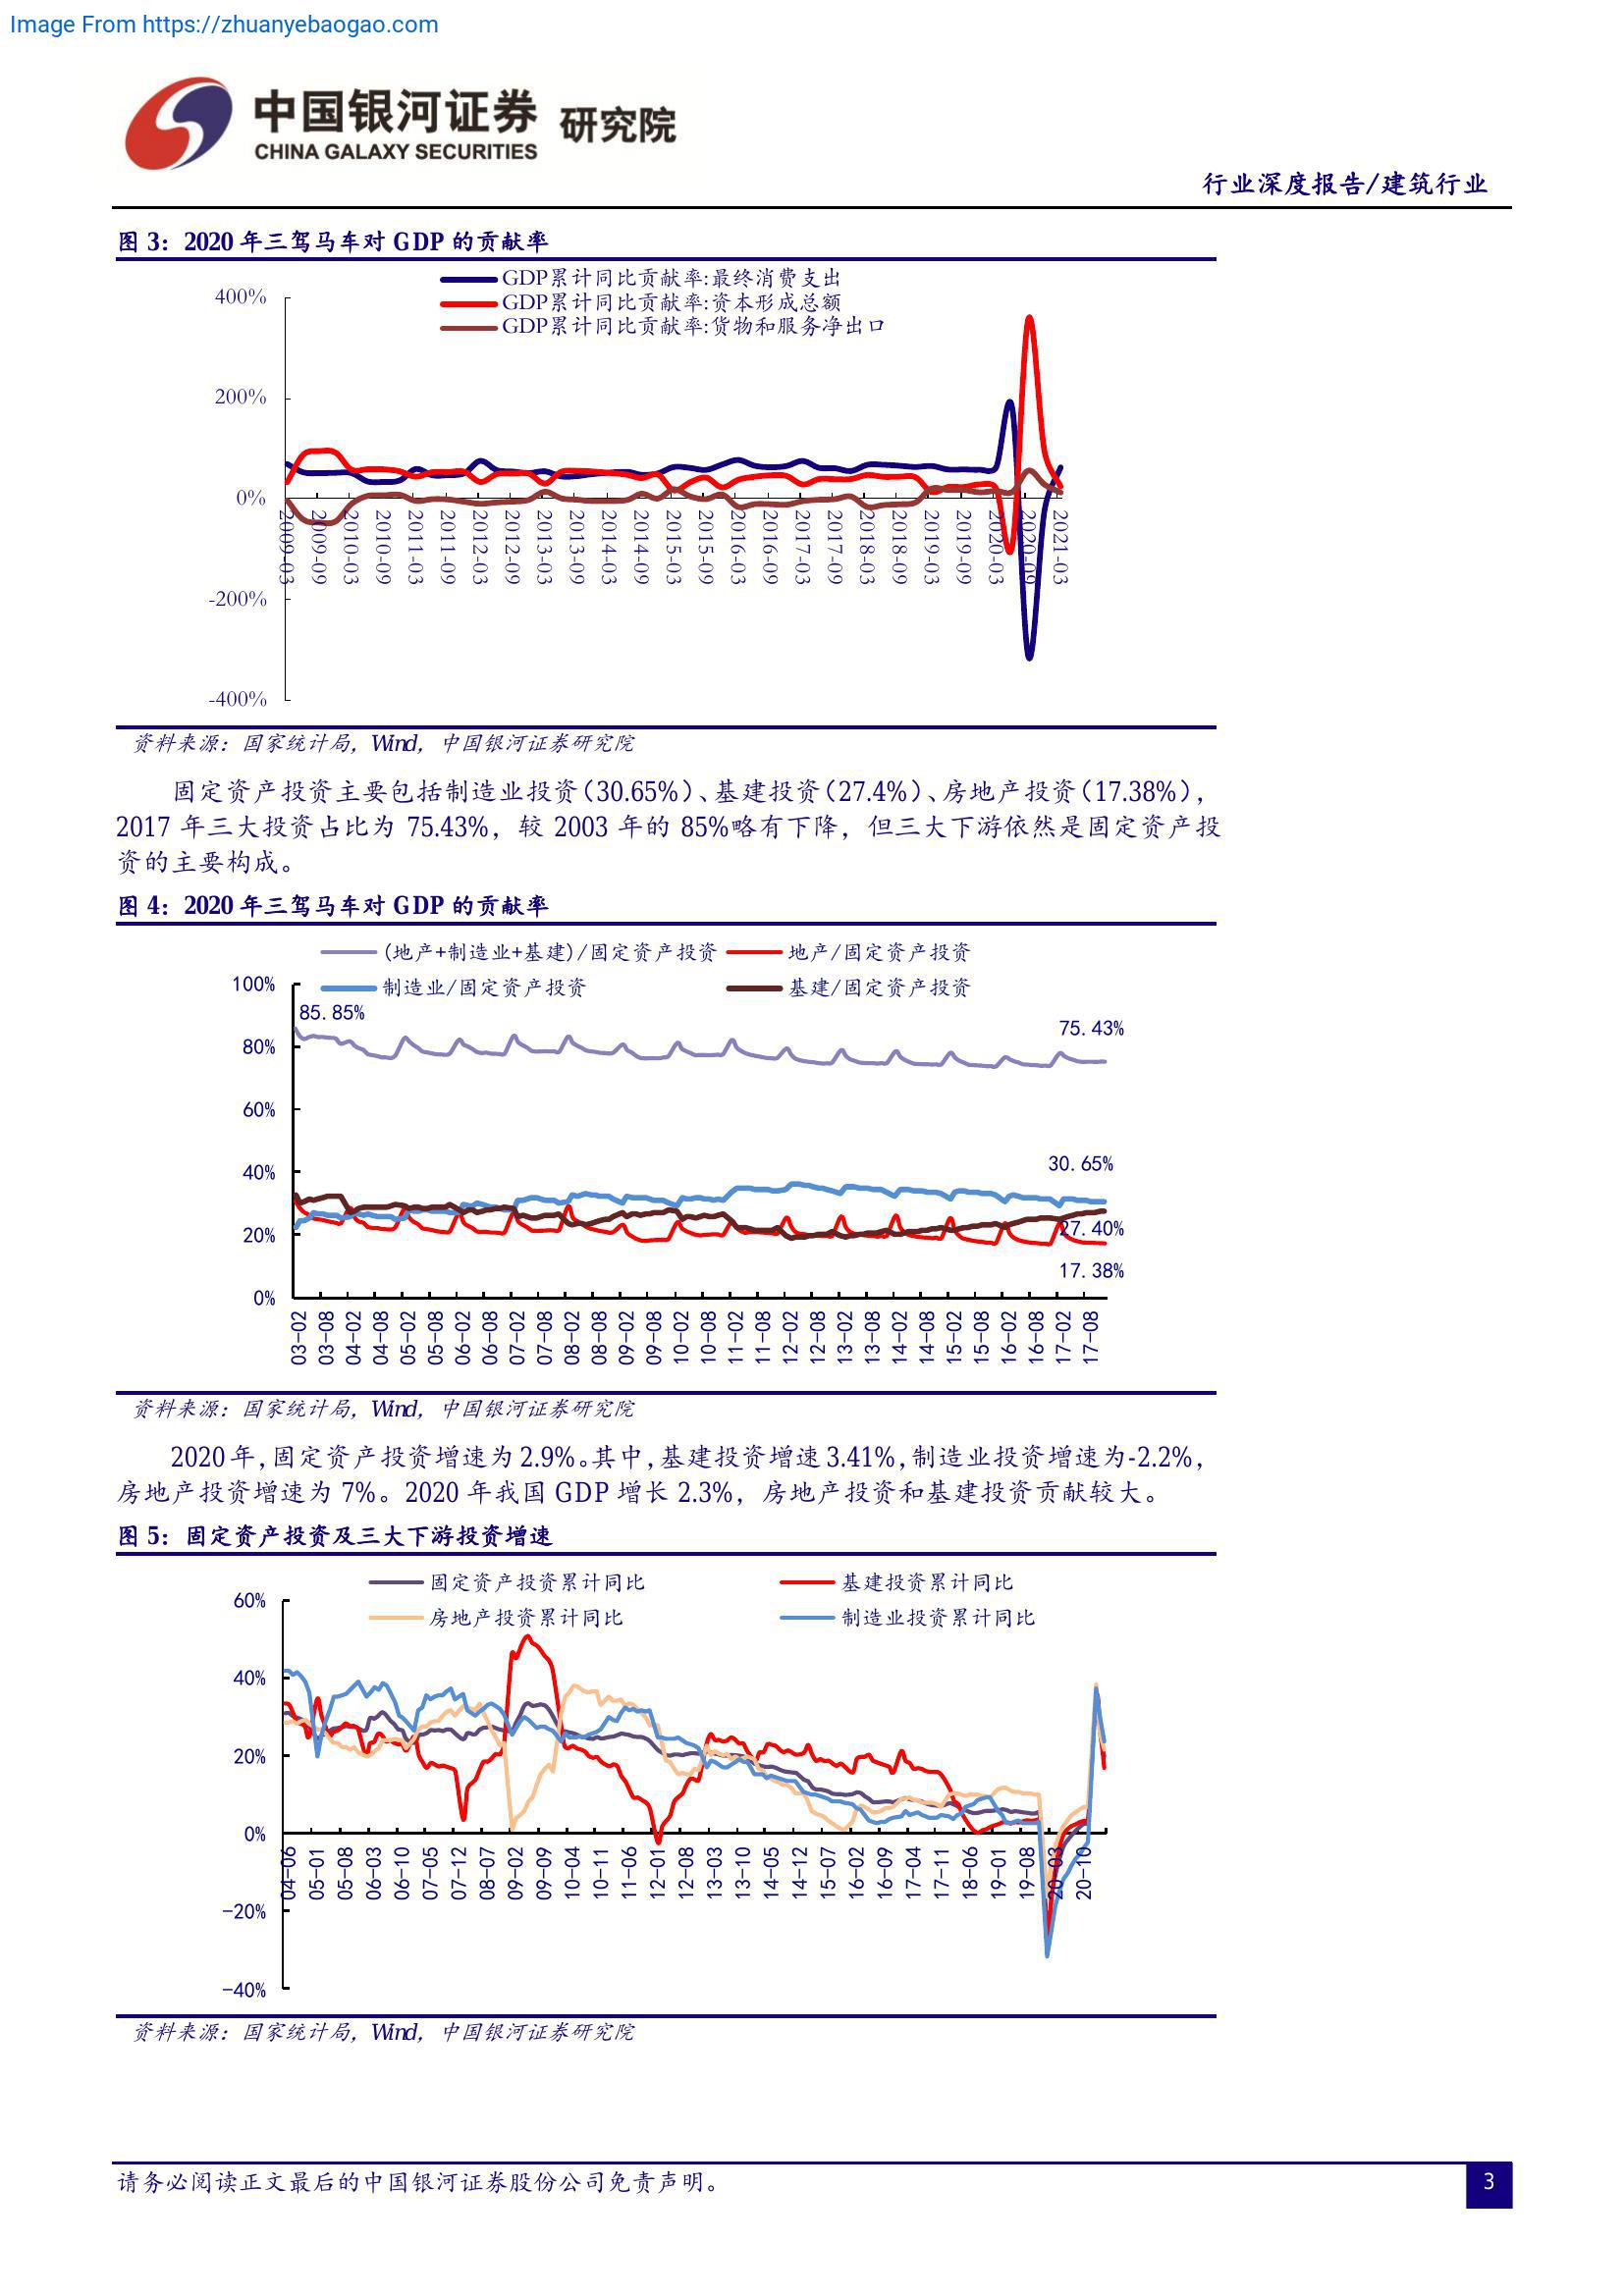 Image From https://zhuanyebaogao.com
中国银河证券 研究院
CHINA GALAXY SECURITIES
行业深度报告/建筑行业
图 3：2020 年三驾马车对 GDP 的贡献率
GDP累计同比贡献率:最终消费支出
GDP累计同比贡献率:资本形成总额
GDP累计同比贡献率:货物和服务净出口
400%
200%
0%
-200%
-400%
2009-03 2009-09 2010-03 2010-09 2011-03 2011-09 2012-03 2012-09 2013-03 2013-09 2014-03 2014-09 2015-03 2015-09 2016-03 2016-09 2017-03 2017-09 2018-03 2018-09 2019-03 2019-09 2020-03 2020-09 2021-03
资料来源：国家统计局，Wind，中国银河证券研究院
固定资产投资主要包括制造业投资（30.65%）、基建投资（27.4%）、房地产投资（17.38%），
2017 年三大投资占比为 75.43%，较 2003 年的 85%略有下降，但三大下游依然是固定资产投
资的主要构成。
图 4：2020 年三驾马车对 GDP 的贡献率
(地产+制造业+基建)/固定资产投资 地产/固定资产投资
制造业/固定资产投资 基建/固定资产投资
100%
85.85%
75.43%
80%
60%
40%
30.65%
20%
27.40%
17.38%
0%
03-02 03-08 04-02 04-08 05-02 05-08 06-02 06-08 07-02 07-08 08-02 08-08 09-02 09-08 10-02 10-08 11-02 11-08 12-02 12-08 13-02 13-08 14-02 14-08 15-02 15-08 16-02 16-08 17-02 17-08
资料来源：国家统计局，Wind，中国银河证券研究院
2020 年，固定资产投资增速为 2.9%。其中，基建投资增速 3.41%，制造业投资增速为-2.2%，
房地产投资增速为 7%。2020 年我国 GDP 增长 2.3%，房地产投资和基建投资贡献较大。
图 5：固定资产投资及三大下游投资增速
固定资产投资累计同比 基建投资累计同比
房地产投资累计同比 制造业投资累计同比
60%
40%
20%
0%
-20%
-40%
04-06 05-01 05-08 06-03 06-10 07-05 07-12 08-07 09-02 09-09 10-04 10-11 11-06 12-01 12-08 13-03 13-10 14-05 14-12 15-07 16-02 16-09 17-04 17-11 18-06 19-01 19-08 20-03 20-10
资料来源：国家统计局，Wind，中国银河证券研究院
请务必阅读正文最后的中国银河证券股份公司免责声明。
3